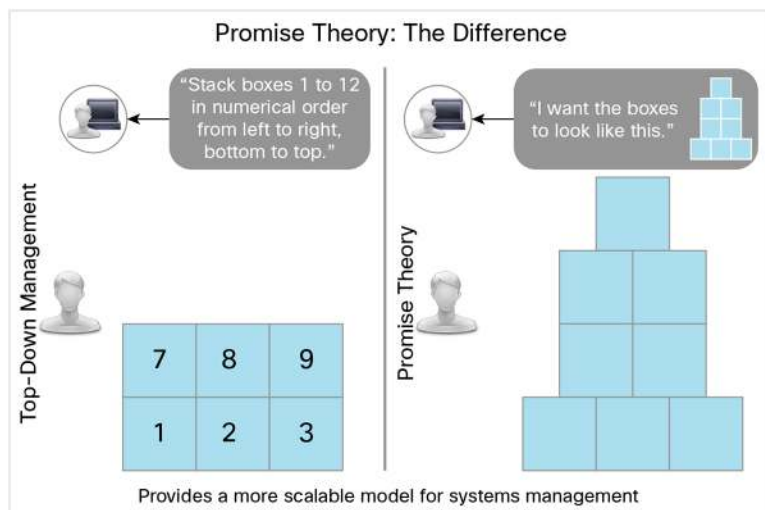 Promise Theory: The Difference
“Stack boxes 1 to 12
in numerical order
from left to right,
bottom to top.”
Top-Down Management
7 8 9
1 2 3
“I want the boxes
to look like this.”
Promise Theory
Provides a more scalable model for systems management